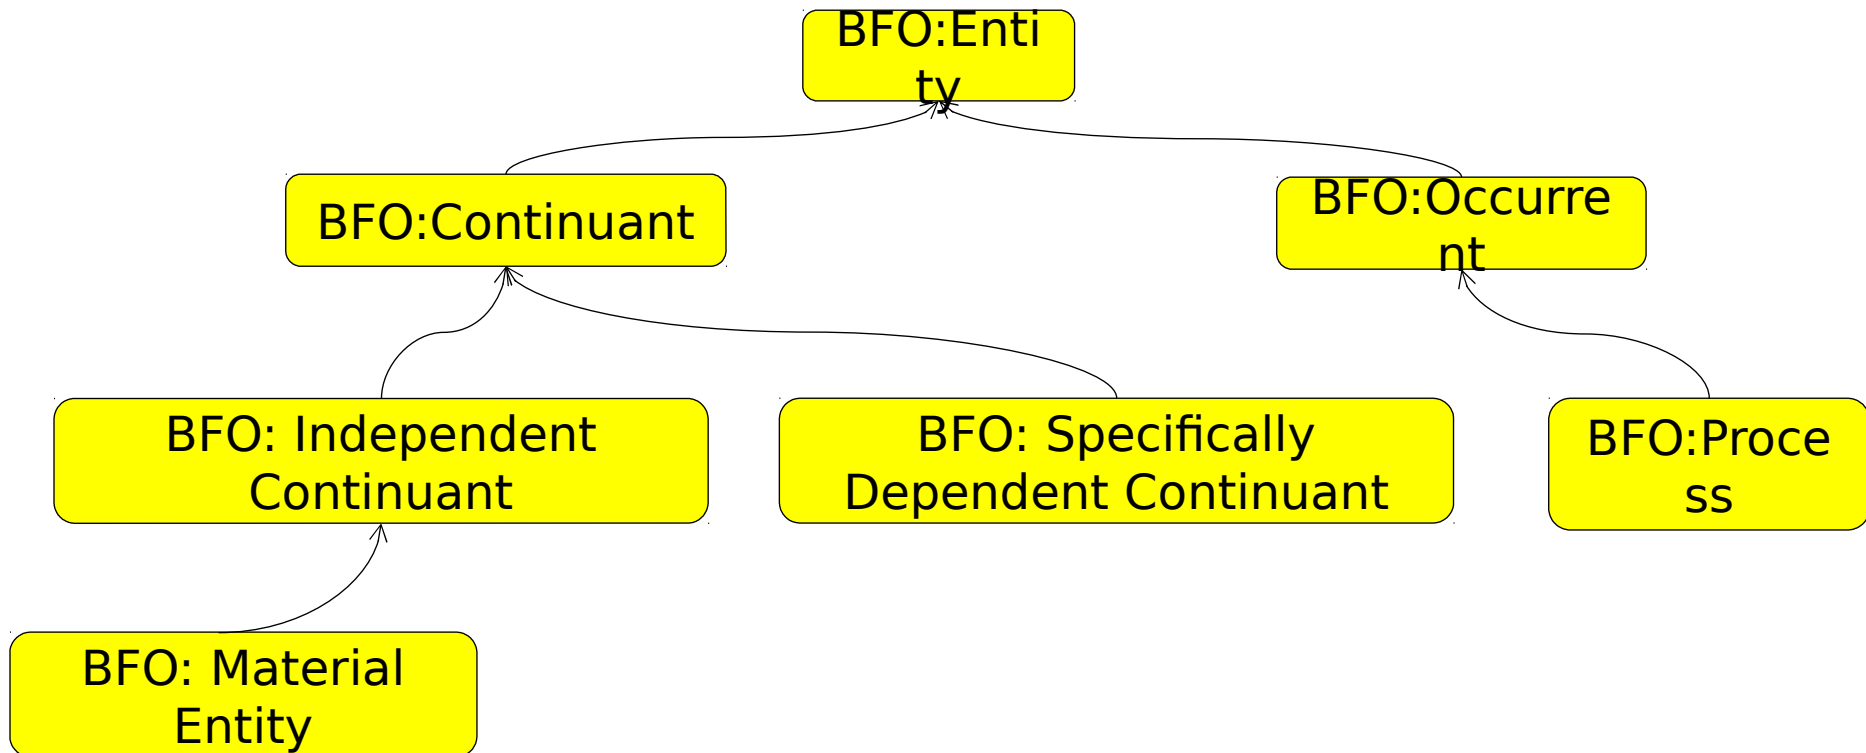 BFO:Enti
ty
BFO:Continuant
BFO:Occurre
nt
BFO: Independent
Continuant
BFO: Specifically
Dependent Continuant
BFO:Proce
ss
BFO: Material
Entity